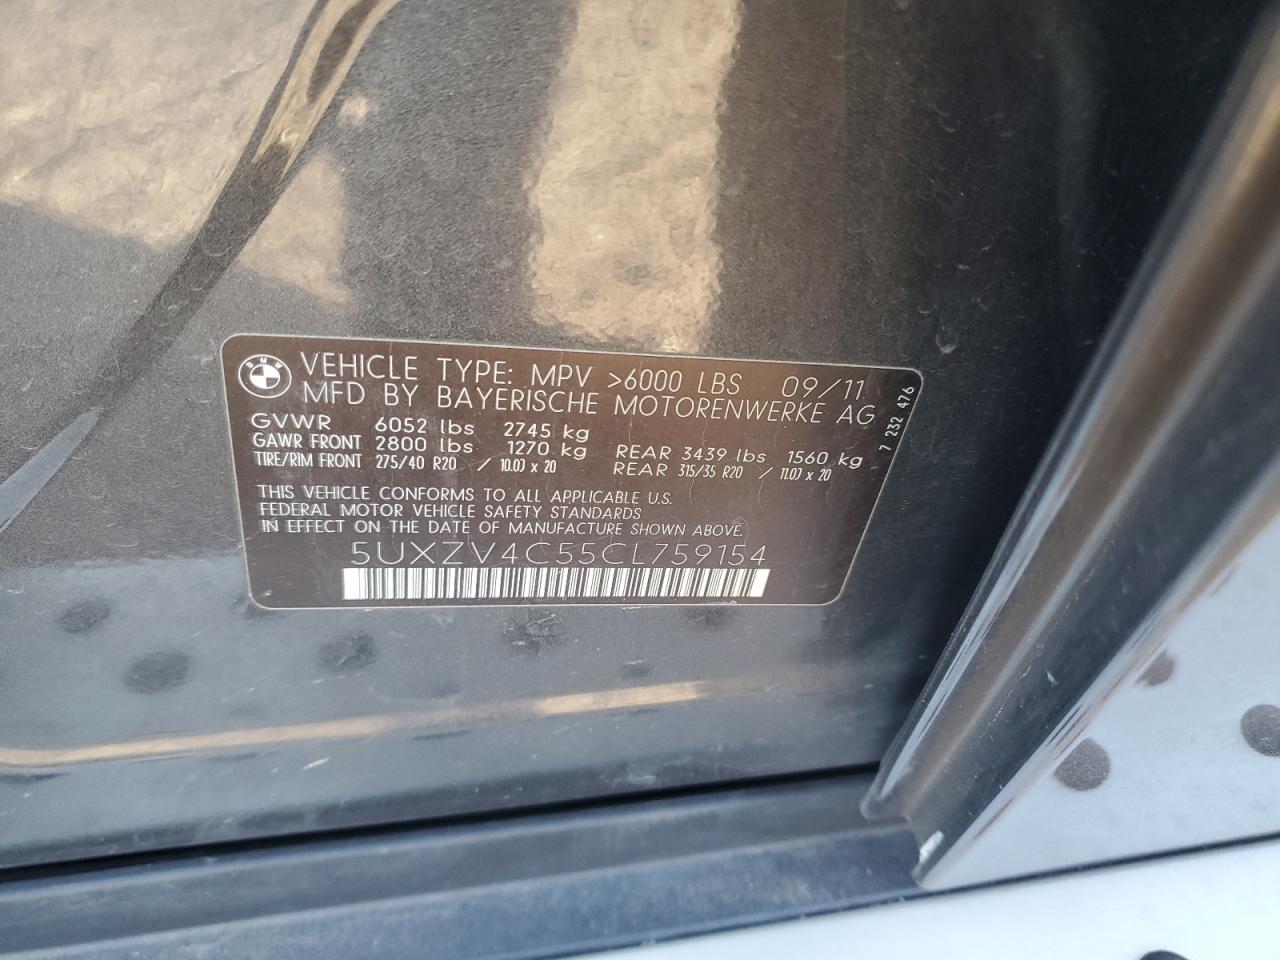 BMW
VEHICLE TYPE: MPV >6000 LBS 09/11
MFD BY BAYERISCHE MOTORENWERKE AG
GVWR 6052 lbs 2745 kg
GAWR FRONT 2800 lbs 1270 kg REAR 3439 lbs 1560 kg
TIRE/RIM FRONT 275/40 R20 / 10.0J x 20 REAR 315/35 R20 / 11.0J x 20
THIS VEHICLE CONFORMS TO ALL APPLICABLE U.S.
FEDERAL MOTOR VEHICLE SAFETY STANDARDS
IN EFFECT ON THE DATE OF MANUFACTURE SHOWN ABOVE.
5UXZV4C55CL759154
7 232 476